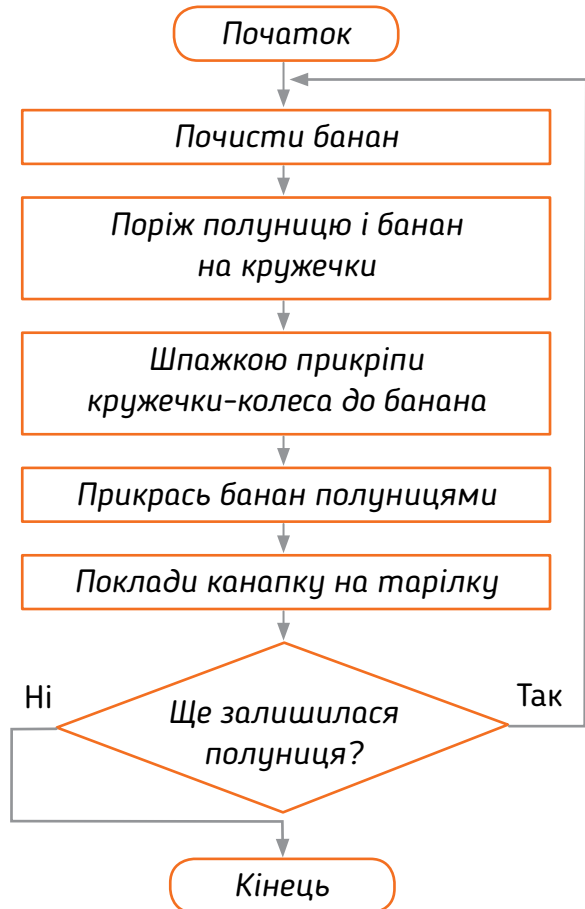 Початок
Почисти банан
Поріж полуницю і банан
на кружечки
Шпажкою прикріпи
кружечки-колеса до банана
Прикрась банан полуницями
Поклади канапку на тарілку
Ні
Так
Ще залишилася
полуниця?
Кінець